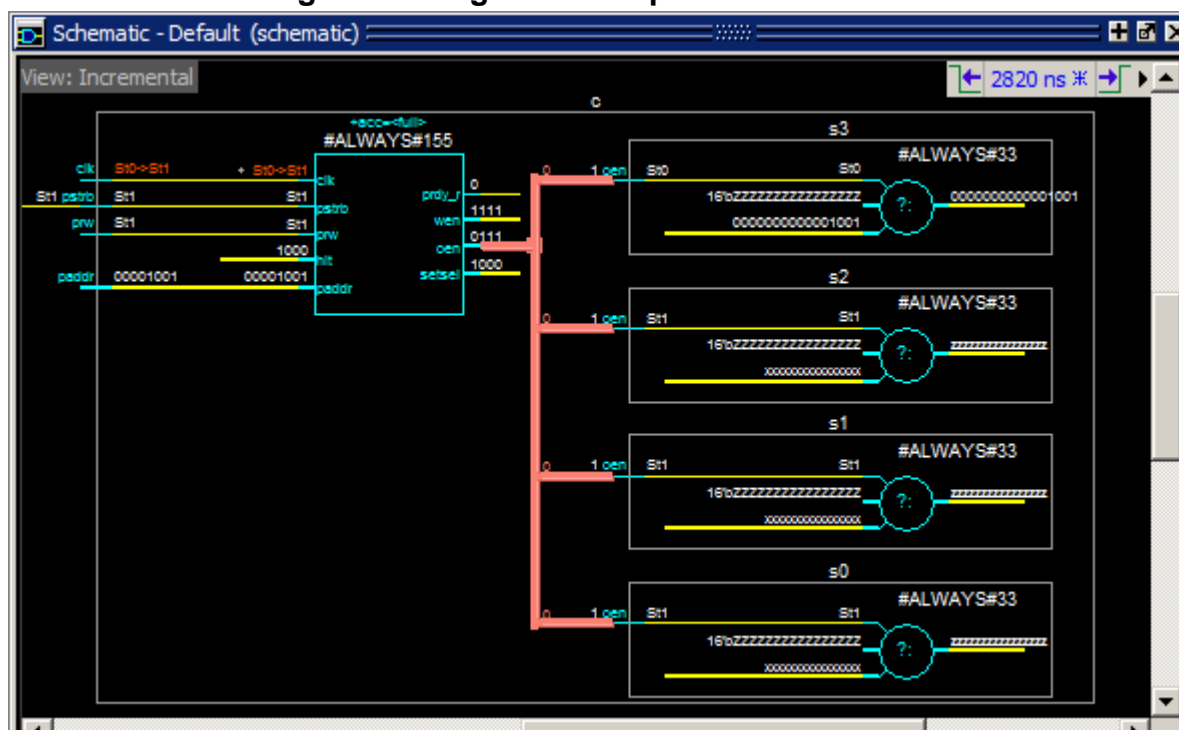 Schematic - Default (schematic)
View: Incremental
2820 ns
c
+acc=<full>
#ALWAYS#155
clk St0->St1 + St0->St1 clk
St1 pstrb St1 St1 pstrb
prw St1 St1 prw
1000 hit
paddr 00001001 00001001 paddr
prdy_r 0
wen 1111
oen 0111
setsel 1000
s3
#ALWAYS#33
0 1 oen St0 St0
16'bZZZZZZZZZZZZZZZZ ?: 0000000000001001
0000000000001001
s2
#ALWAYS#33
0 1 oen St1 St1
16'bZZZZZZZZZZZZZZZZ ?: zzzzzzzzzzzzzzzz
xxxxxxxxxxxxxxxx
s1
#ALWAYS#33
0 1 oen St1 St1
16'bZZZZZZZZZZZZZZZZ ?: zzzzzzzzzzzzzzzz
xxxxxxxxxxxxxxxx
s0
#ALWAYS#33
0 1 oen St1 St1
16'bZZZZZZZZZZZZZZZZ ?: zzzzzzzzzzzzzzzz
xxxxxxxxxxxxxxxx